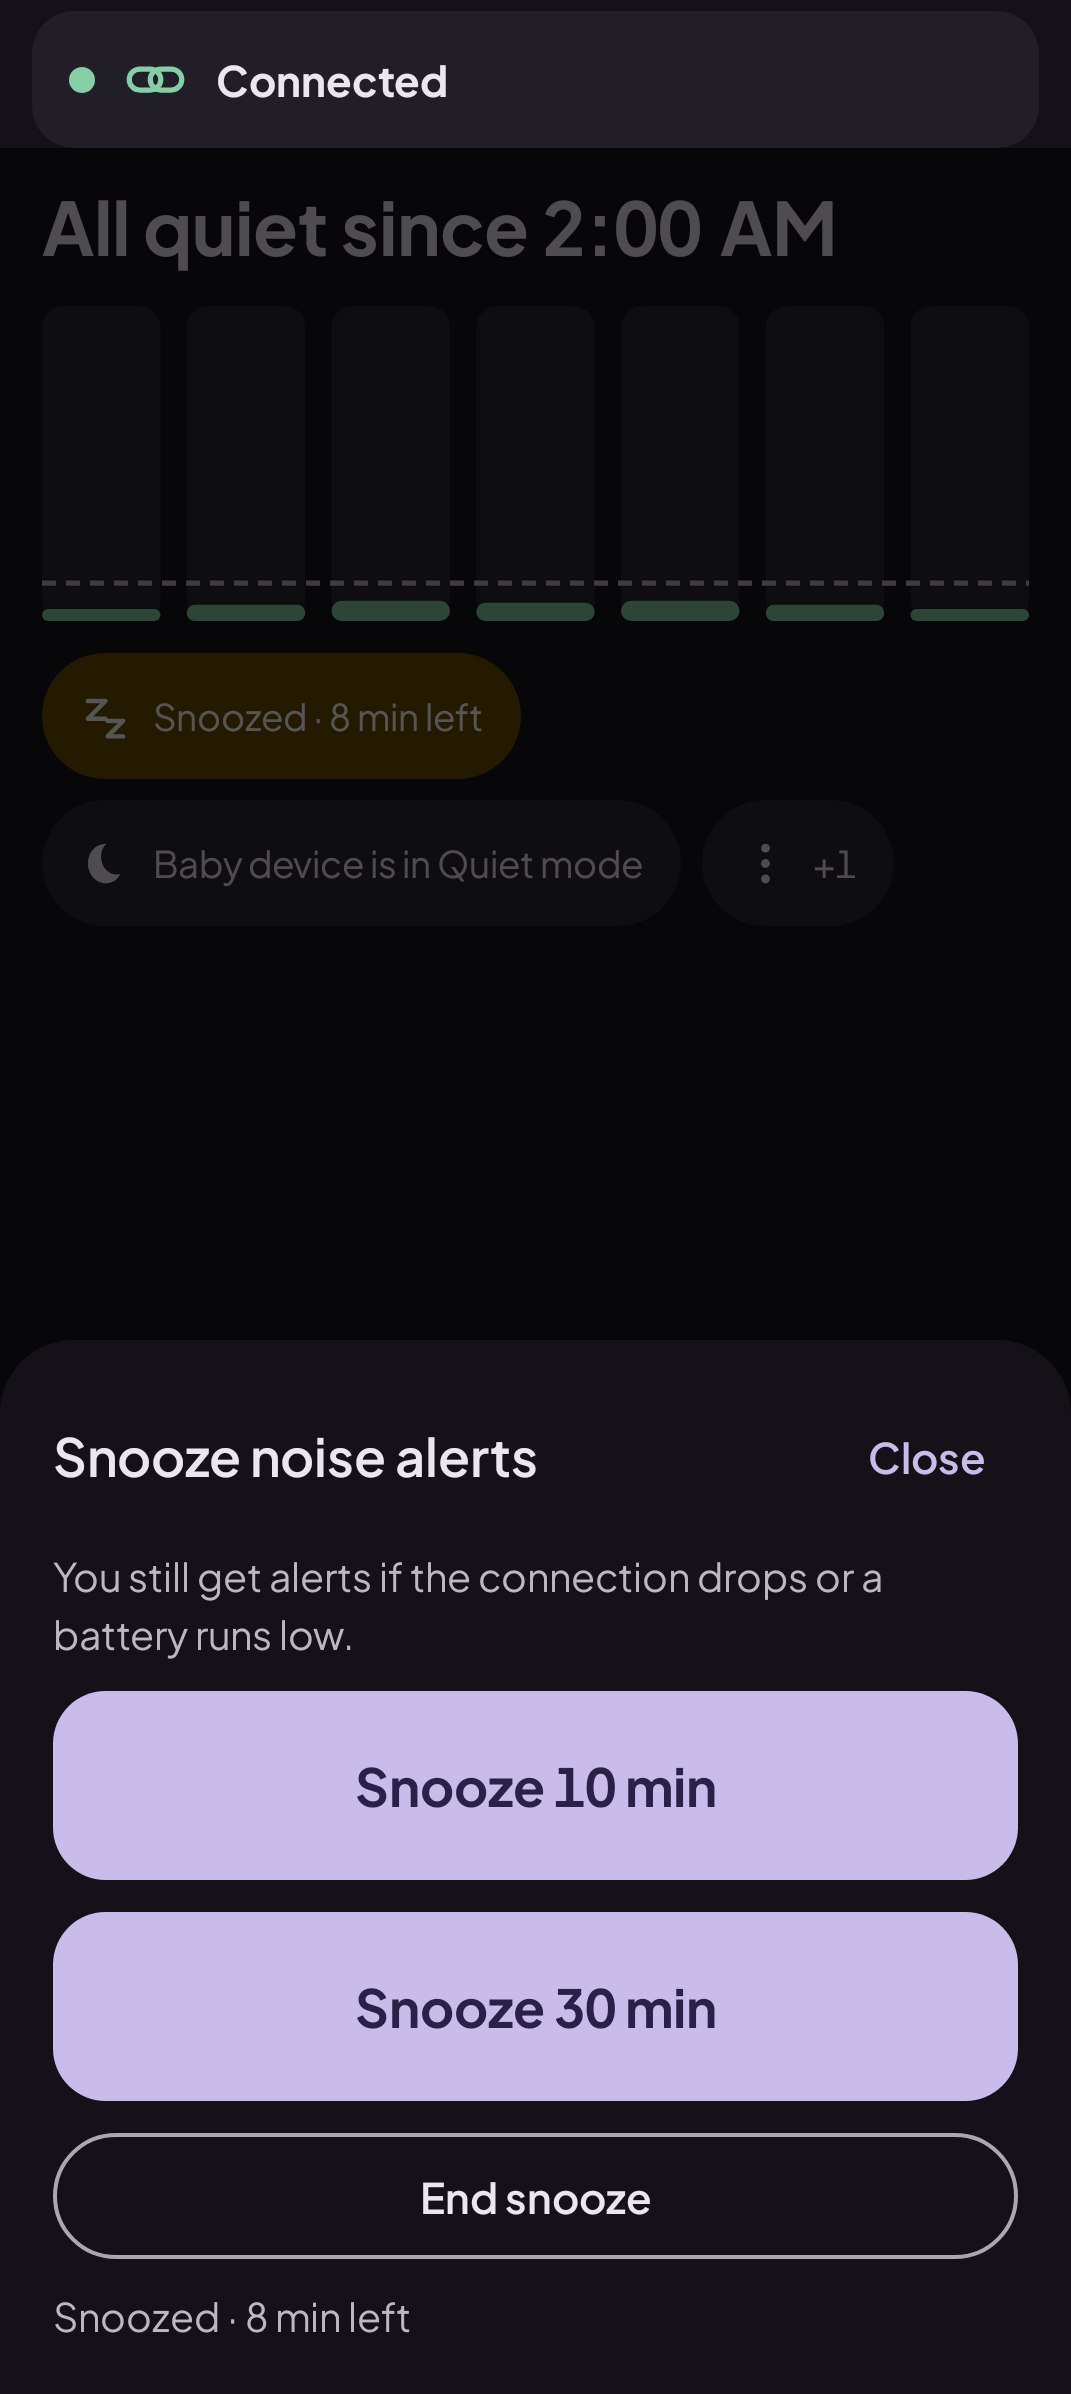 Connected
All quiet since 2:00 AM
Snoozed · 8 min left
Baby device is in Quiet mode
+1
Snooze noise alerts
Close
You still get alerts if the connection drops or a
battery runs low.
Snooze 10 min
Snooze 30 min
End snooze
Snoozed · 8 min left